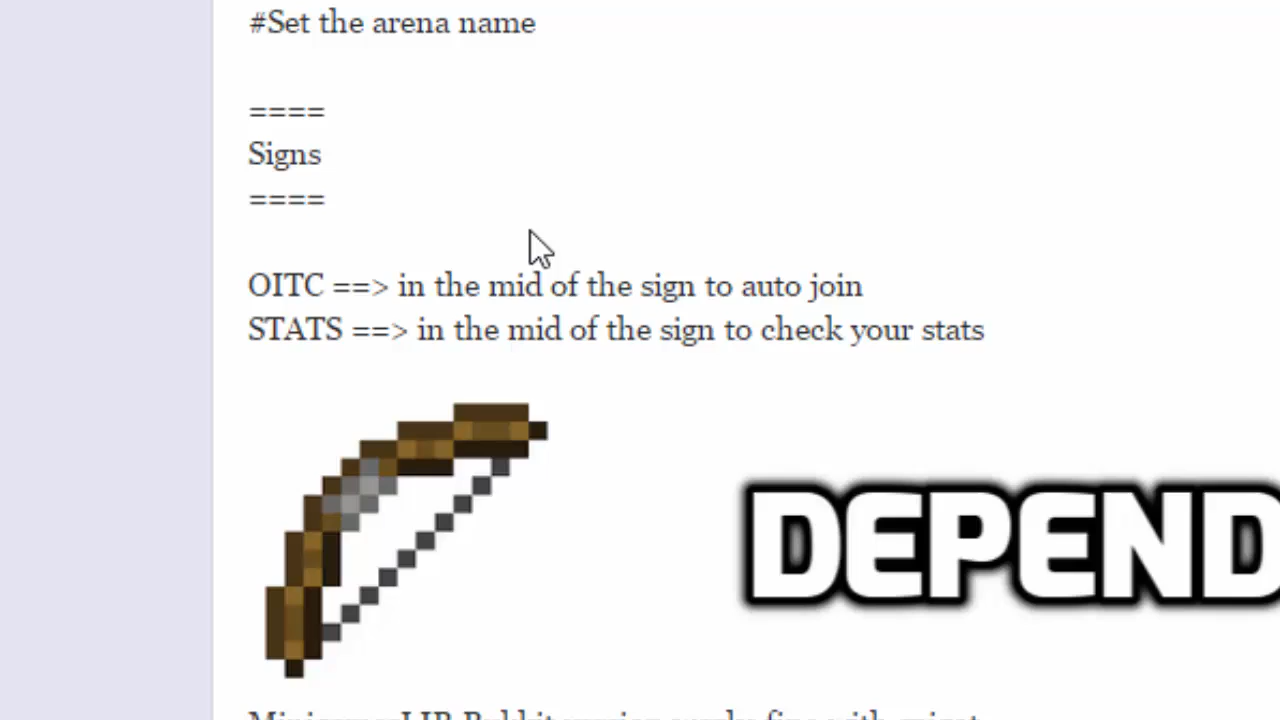 #Set the arena name
====
Signs
====
OITC ==> in the mid of the sign to auto join
STATS ==> in the mid of the sign to check your stats
DEPEND